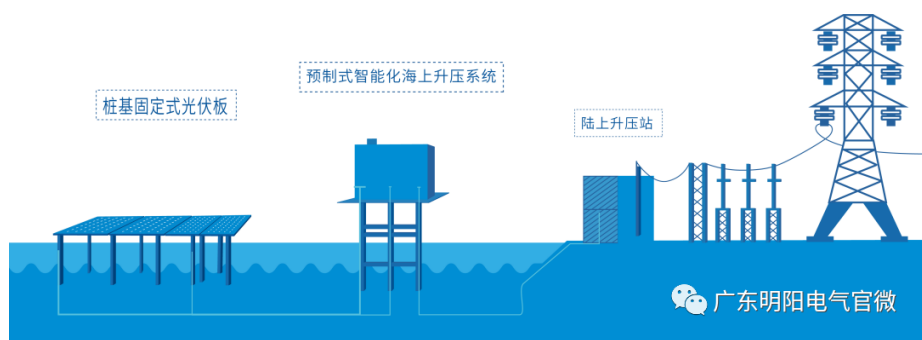 预制式智能化海上升压系统
桩基固定式光伏板
陆上升压站
广东明阳电气官微